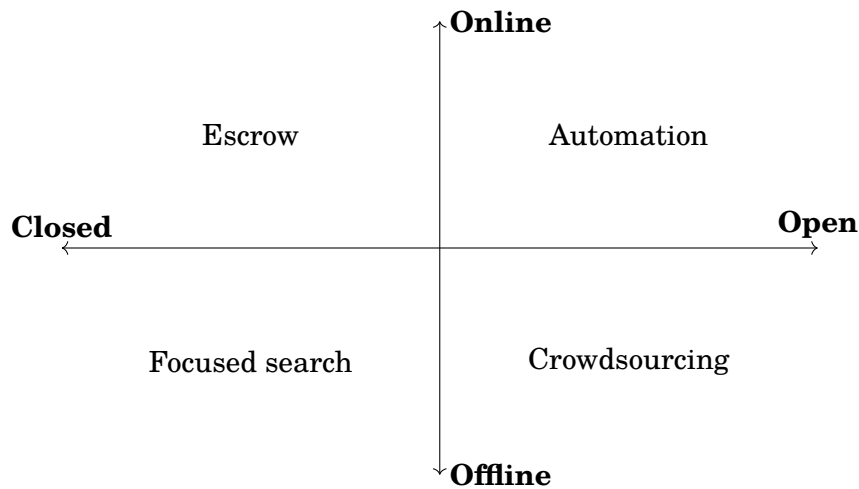 Online
Escrow
Automation
Closed
Open
Focused search
Crowdsourcing
Offline